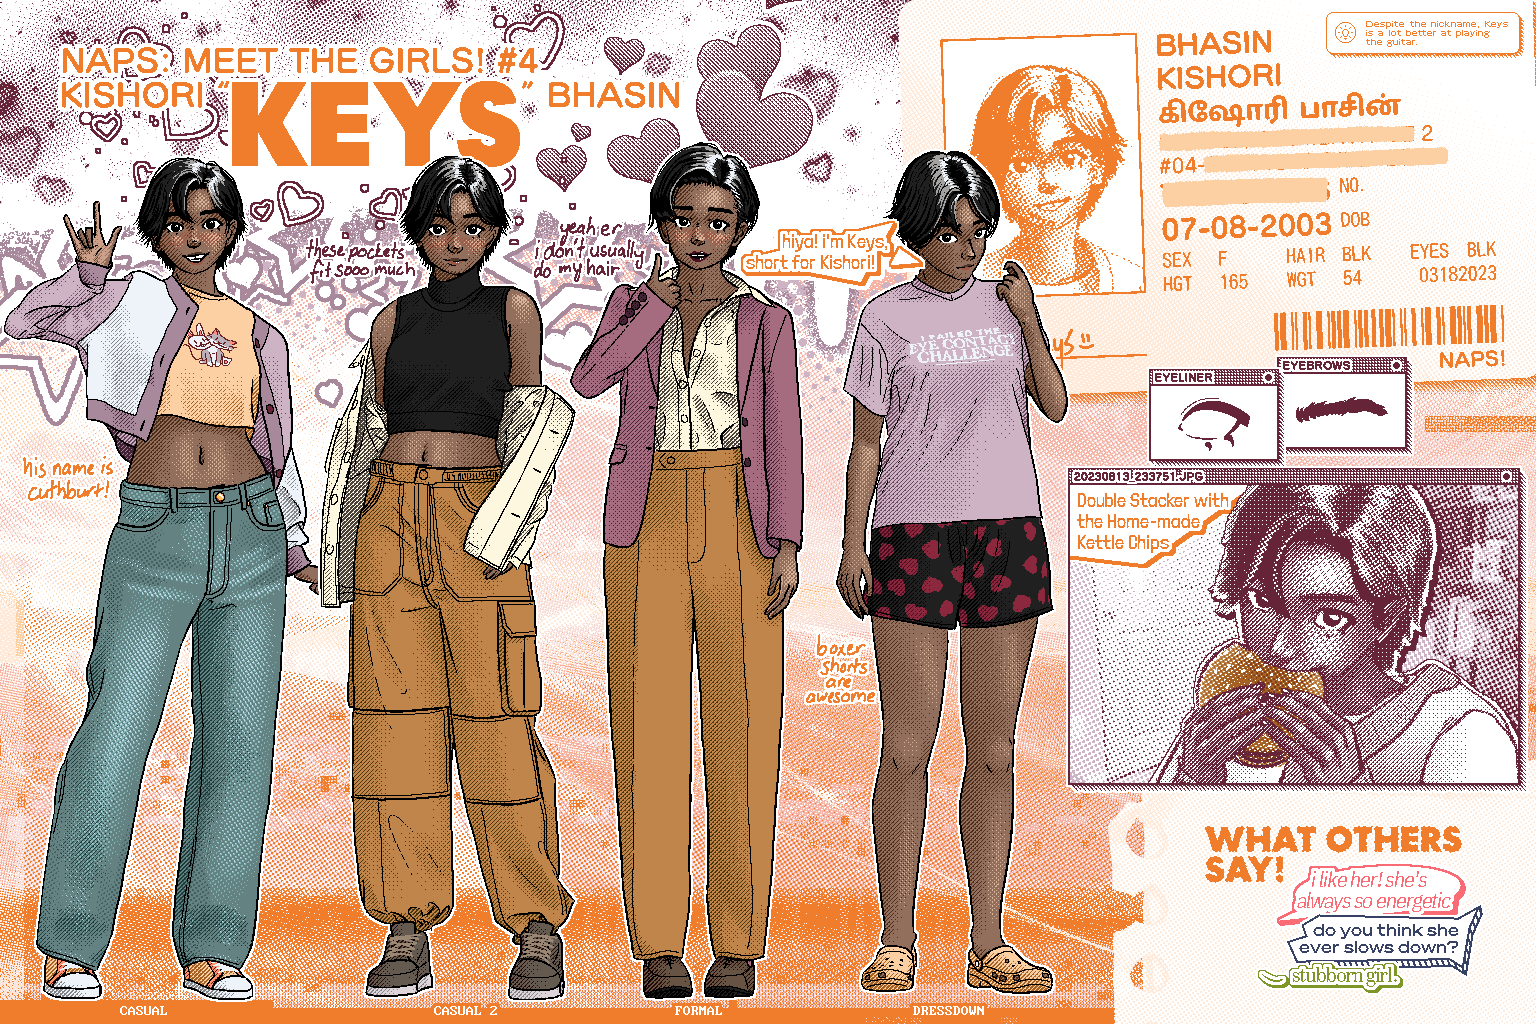 NAPS: MEET THE GIRLS! #4
KISHORI "KEYS" BHASIN
Despite the nickname, Keys
is a lot better at playing
the guitar.
BHASIN
KISHORI
கிஷோரி பாசின்
2
#04-
NO.
07-08-2003 DOB
SEX F HAIR BLK EYES BLK
HGT 165 WGT 54 03182023
NAPS!
his name is
cuthburt!
these pockets
fit sooo much
yeah er
i don't usually
do my hair
hiya! i'm Keys,
short for Kishori!
I FAILED THE
EYE CONTACT
CHALLENGE
boxer
shorts
are
awesome
EYELINER
EYEBROWS
20230813_233751.JPG
Double Stacker with
the Home-made
Kettle Chips
WHAT OTHERS
SAY!
i like her! she's
always so energetic
do you think she
ever slows down?
stubborn girl.
CASUAL
CASUAL 2
FORMAL
DRESSDOWN